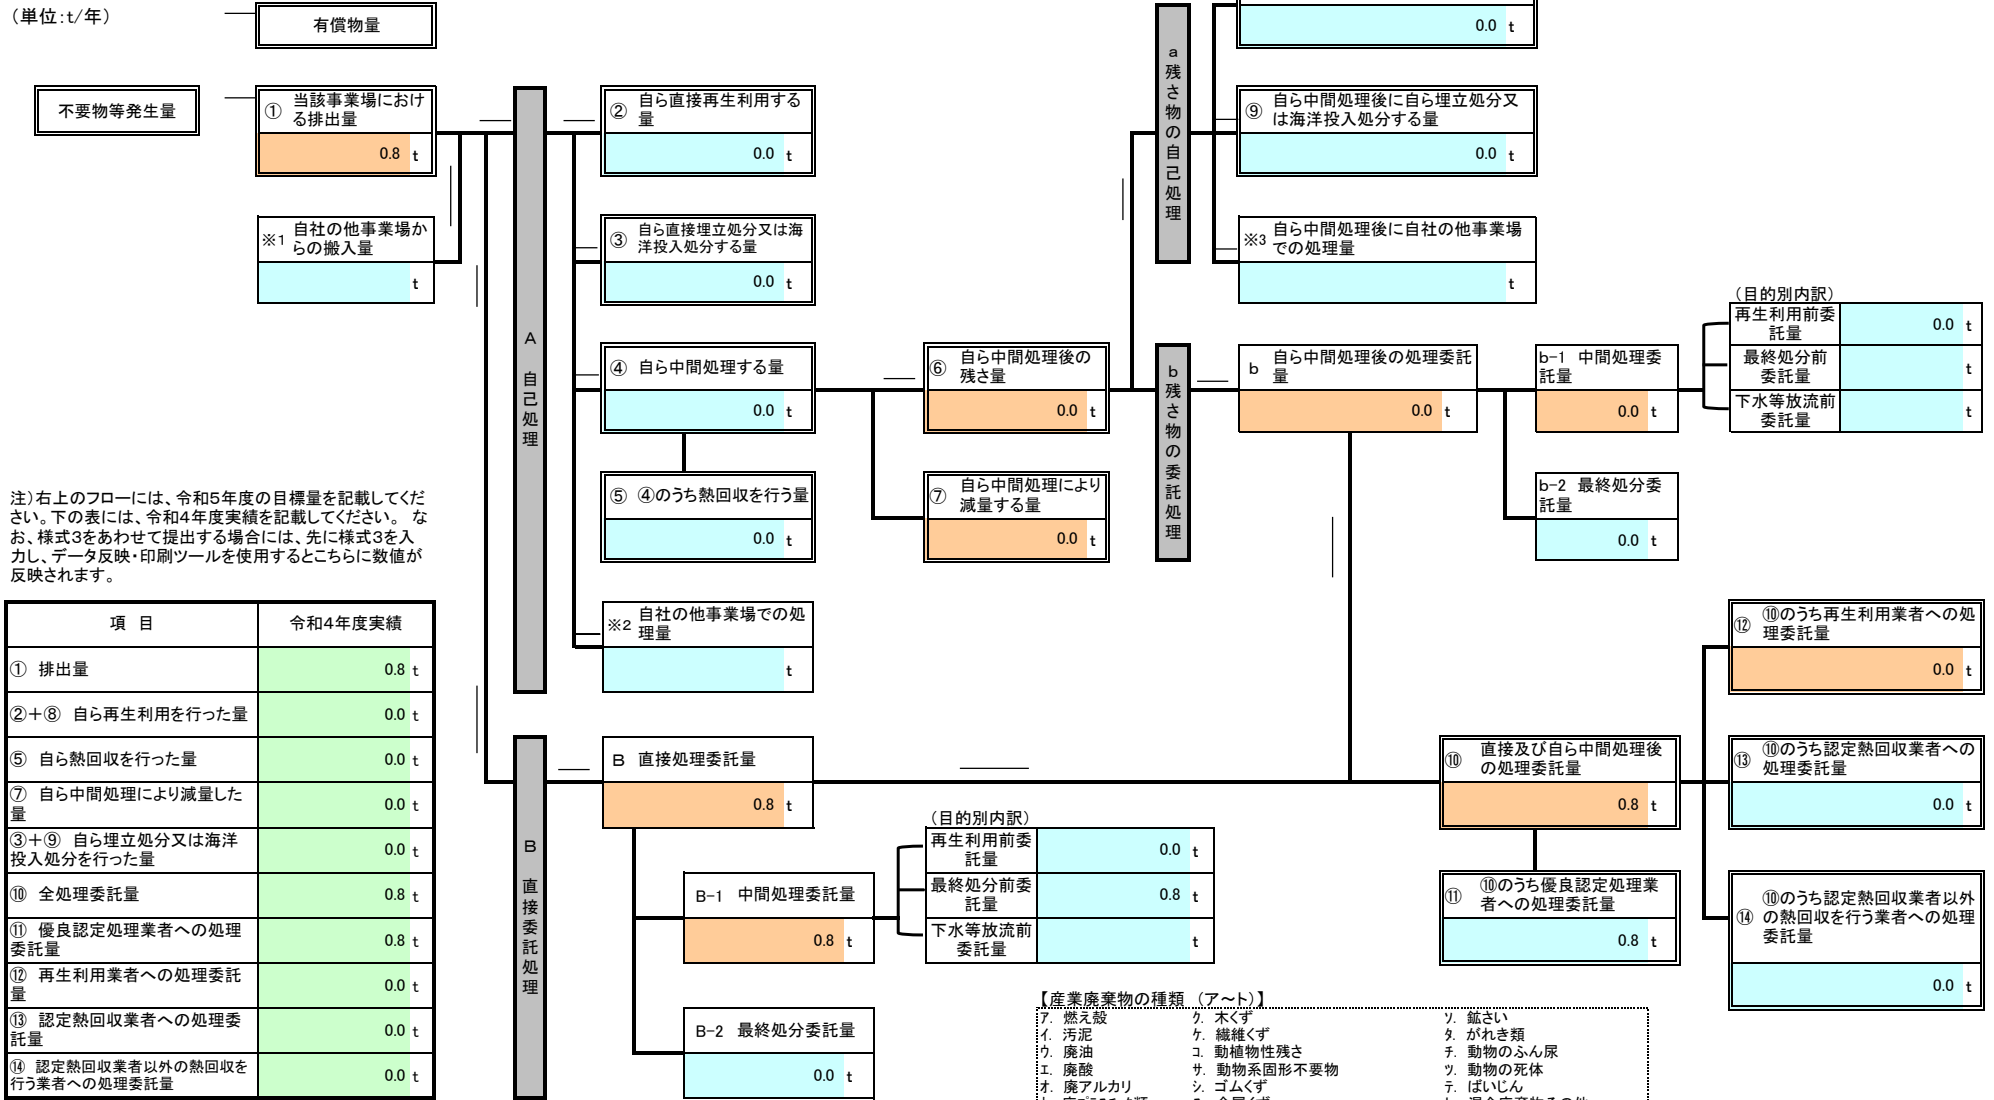 （単位:ｔ/年）
有償物量
0.0 t
不要物等発生量
① 当該事業場におけ
る排出量
0.8 t
② 自ら直接再生利用する
量
0.0 t
a
残
さ
物
の
自
己
処
理
⑨ 自ら中間処理後に自ら埋立処分又
は海洋投入処分する量
0.0 t
※1 自社の他事業場か
らの搬入量
t
③ 自ら直接埋立処分又は海
洋投入処分する量
0.0 t
※3 自ら中間処理後に自社の他事業場
での処理量
t
A
自
己
処
理
④ 自ら中間処理する量
0.0 t
⑥ 自ら中間処理後の
残さ量
0.0 t
b
残
さ
物
の
委
託
処
理
b 自ら中間処理後の処理委託
量
0.0 t
b-1 中間処理委
託量
0.0 t
（目的別内訳）
再生利用前委
託量
0.0 t
最終処分前
委託量
t
下水等放流前
委託量
t
⑤ ④のうち熱回収を行う量
0.0 t
⑦ 自ら中間処理により
減量する量
0.0 t
b-2 最終処分委
託量
0.0 t
注）右上のフローには、令和５年度の目標量を記載してくだ
さい。下の表には、令和４年度実績を記載してください。 な
お、様式３をあわせて提出する場合には、先に様式３を入
力し、データ反映・印刷ツールを使用するとこちらに数値が
反映されます。
※2 自社の他事業場での処
理量
t
項 目 令和４年度実績
① 排出量 0.8 t
②＋⑧ 自ら再生利用を行った量 0.0 t
⑤ 自ら熱回収を行った量 0.0 t
⑦ 自ら中間処理により減量した
量 0.0 t
③＋⑨ 自ら埋立処分又は海洋
投入処分を行った量 0.0 t
⑩ 全処理委託量 0.8 t
⑪ 優良認定処理業者への処理
委託量 0.8 t
⑫ 再生利用業者への処理委託
量 0.0 t
⑬ 認定熱回収業者への処理委
託量 0.0 t
⑭ 認定熱回収業者以外の熱回収を
行う業者への処理委託量 0.0 t
B
直
接
委
託
処
理
B 直接処理委託量
0.8 t
B-1 中間処理委託量
0.8 t
（目的別内訳）
再生利用前委
託量
0.0 t
最終処分前委
託量
0.8 t
下水等放流前
委託量
t
B-2 最終処分委託量
0.0 t
⑩ 直接及び自ら中間処理後
の処理委託量
0.8 t
⑪ ⑩のうち優良認定処理業
者への処理委託量
0.8 t
⑫ ⑩のうち再生利用業者への処
理委託量
0.0 t
⑬ ⑩のうち認定熱回収業者への
処理委託量
0.0 t
⑭ ⑩のうち認定熱回収業者以外
の熱回収を行う業者への処理
委託量
0.0 t
【産業廃棄物の種類 （ア～ト）】
ｱ. 燃え殻 ｸ. 木くず ｿ. 鉱さい
ｲ. 汚泥 ｹ. 繊維くず ﾀ. がれき類
ｳ. 廃油 ｺ. 動植物性残さ ﾁ. 動物のふん尿
ｴ. 廃酸 ｻ. 動物系固形不要物 ﾂ. 動物の死体
ｵ. 廃アルカリ ｼ. ゴムくず ﾃ. ばいじん